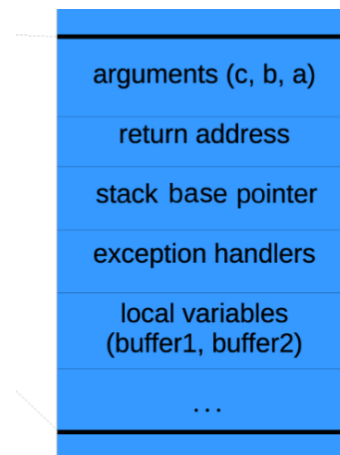 arguments (c, b, a)
return address
stack base pointer
exception handlers
local variables
(buffer1, buffer2)
...